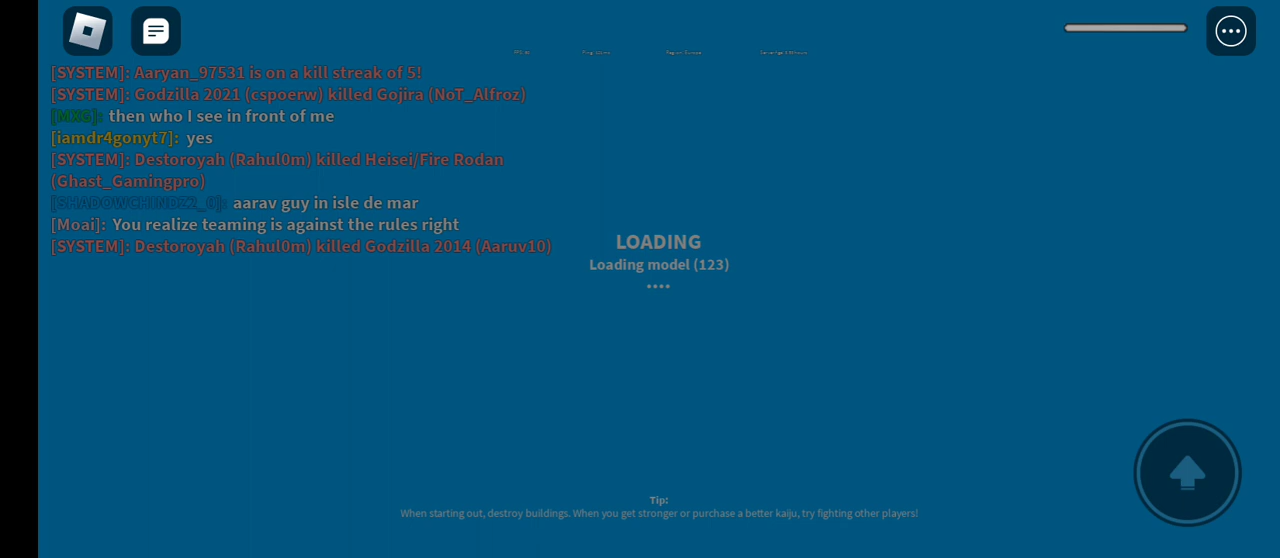 [SYSTEM]: Aaryan_97531 is on a kill streak of 5!
[SYSTEM]: Godzilla 2021 (cspoerw) killed Gojira (NoT_Alfroz)
then who I see in front of me
[iamdr4gonyt7]: yes
[SYSTEM]: Destoroyah (Rahul0m) killed Heisei/Fire Rodan
(Ghast_Gamingpro)
aarav guy in isle de mar
[Moai]: You realize teaming is against the rules right
[SYSTEM]: Destoroyah (Rahul0m) killed Godzilla 2014 (Aaruv10)
LOADING
Loading model (123)
Tip:
When starting out, destroy buildings. When you get stronger or purchase a better kaiju, try fighting other players!